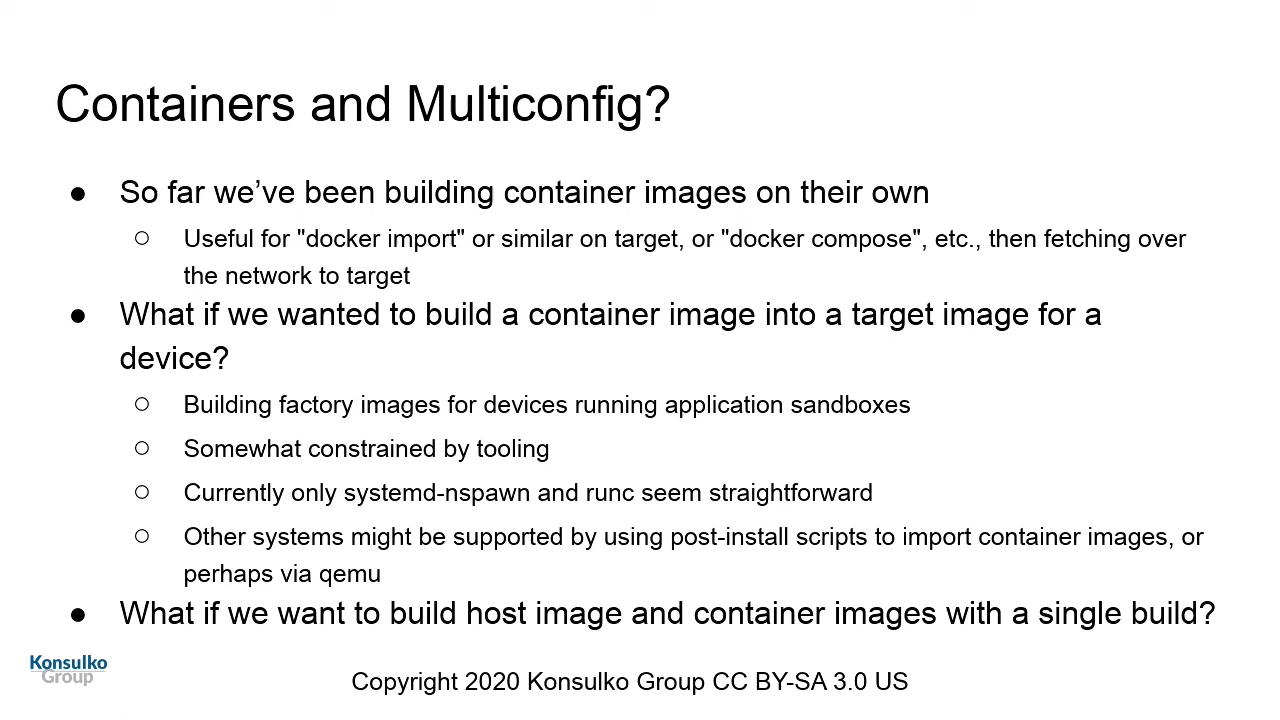 Containers and Multiconfig?
● So far we’ve been building container images on their own
○ Useful for "docker import" or similar on target, or "docker compose", etc., then fetching over
the network to target
● What if we wanted to build a container image into a target image for a
device?
○ Building factory images for devices running application sandboxes
○ Somewhat constrained by tooling
○ Currently only systemd-nspawn and runc seem straightforward
○ Other systems might be supported by using post-install scripts to import container images, or
perhaps via qemu
● What if we want to build host image and container images with a single build?
Konsulko
Group
Copyright 2020 Konsulko Group CC BY-SA 3.0 US